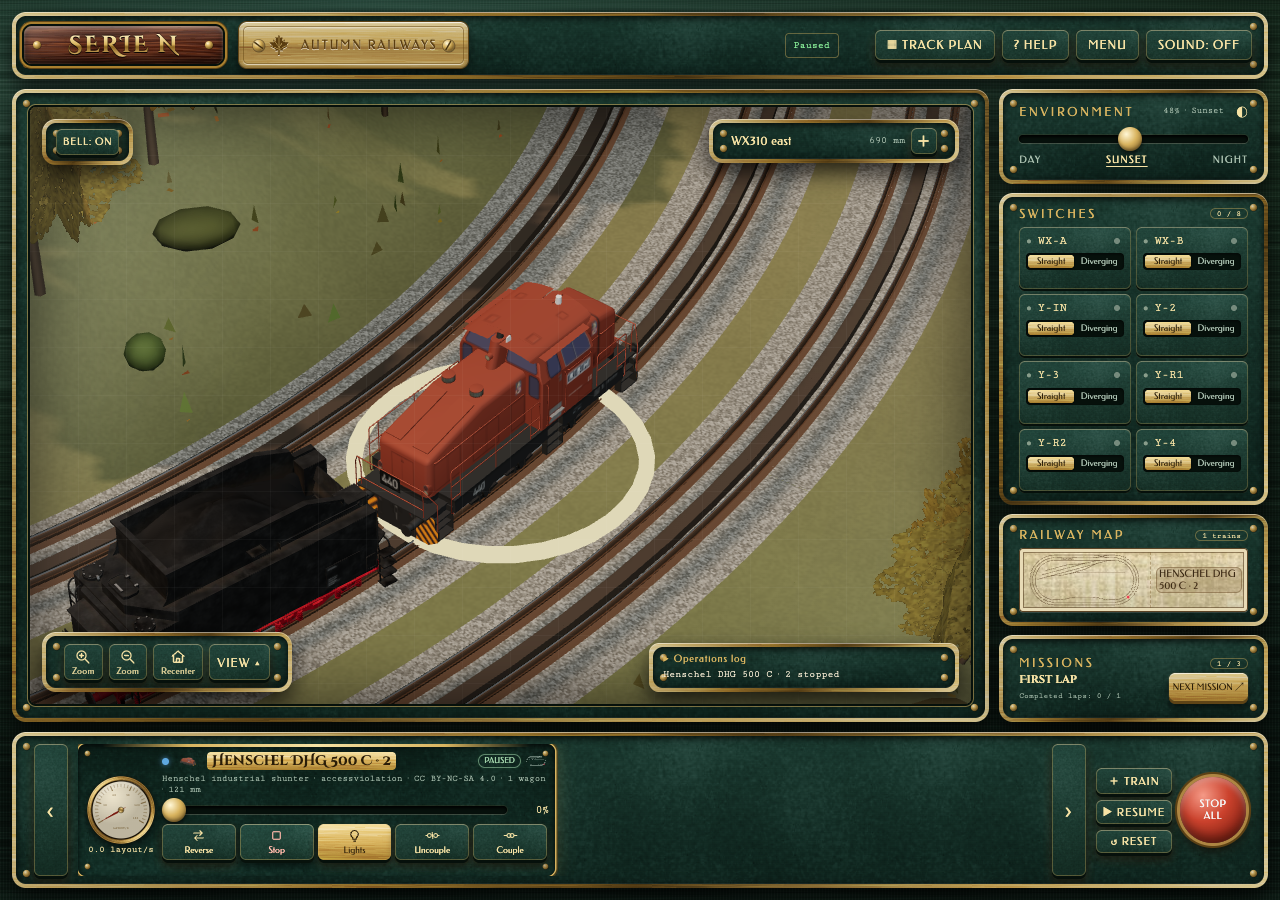 SERIE N
AUTUMN RAILWAYS
Paused
▦ TRACK PLAN
? HELP
MENU
SOUND: OFF
BELL: ON
WX310 east
690 mm
+
ENVIRONMENT
48% · Sunset
DAY
SUNSET
NIGHT
SWITCHES
0 / 8
WX-A
Straight
Diverging
WX-B
Straight
Diverging
Y-IN
Straight
Diverging
Y-2
Straight
Diverging
Y-3
Straight
Diverging
Y-R1
Straight
Diverging
Y-R2
Straight
Diverging
Y-4
Straight
Diverging
440
440
Zoom
Zoom
Recenter
VIEW ▴
Operations log
Henschel DHG 500 C · 2 stopped
RAILWAY MAP
1 trains
HENSCHEL DHG
500 C · 2
MISSIONS
1 / 3
FIRST LAP
Completed laps: 0 / 1
NEXT MISSION
HENSCHEL DHG 500 C · 2
PAUSED
Henschel industrial shunter · accessviolation · CC BY-NC-SA 4.0 · 1 wagon
· 121 mm
0%
0.0 layout/s
Reverse
Stop
Lights
Uncouple
Couple
+ TRAIN
▶ RESUME
↺ RESET
STOP
ALL